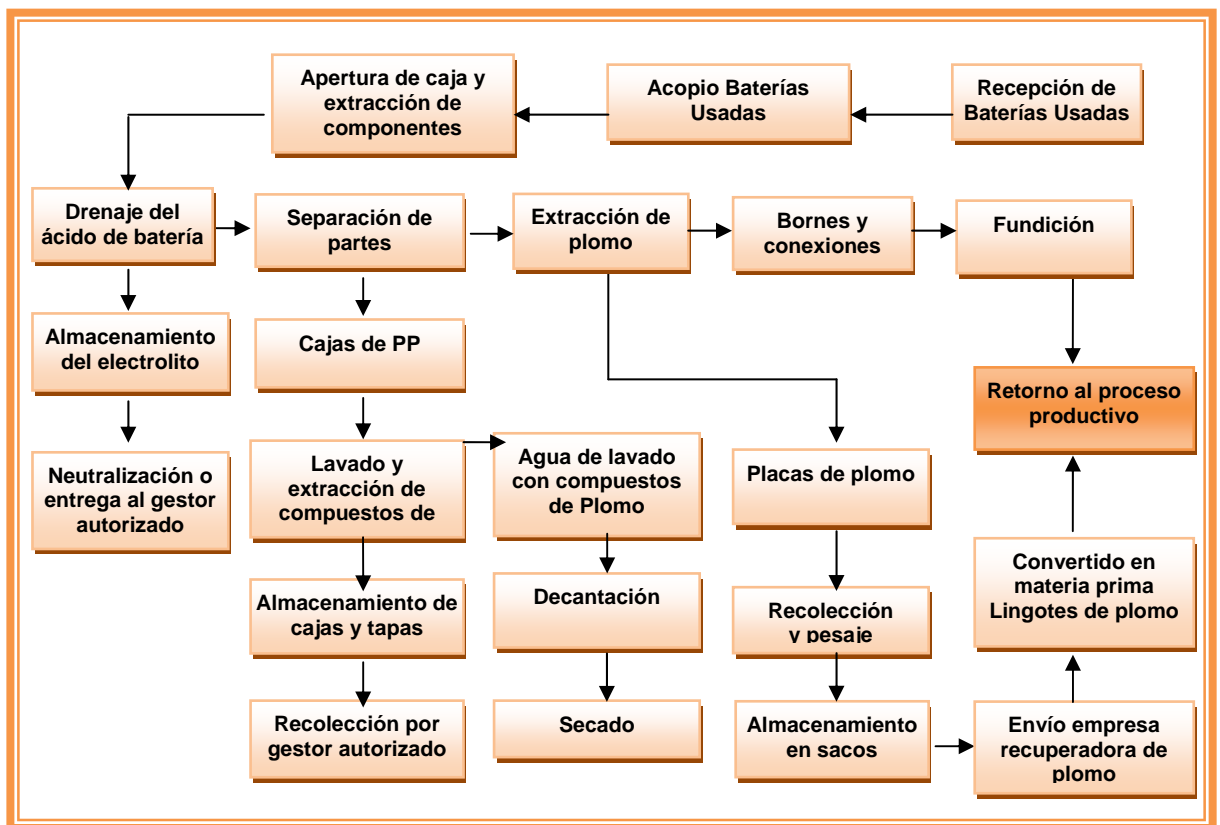 Apertura de caja y
extracción de
componentes
Acopio Baterías
Usadas
Recepción de
Baterías Usadas
Drenaje del
ácido de batería
Separación de
partes
Extracción de
plomo
Bornes y
conexiones
Fundición
Almacenamiento
del electrolito
Cajas de PP
Retorno al proceso
productivo
Neutralización o
entrega al gestor
autorizado
Lavado y
extracción de
compuestos de
Agua de lavado
con compuestos
de Plomo
Placas de plomo
Convertido en
materia prima
Lingotes de plomo
Almacenamiento de
cajas y tapas
Decantación
Recolección
y pesaje
Recolección por
gestor autorizado
Secado
Almacenamiento
en sacos
Envío empresa
recuperadora de
plomo